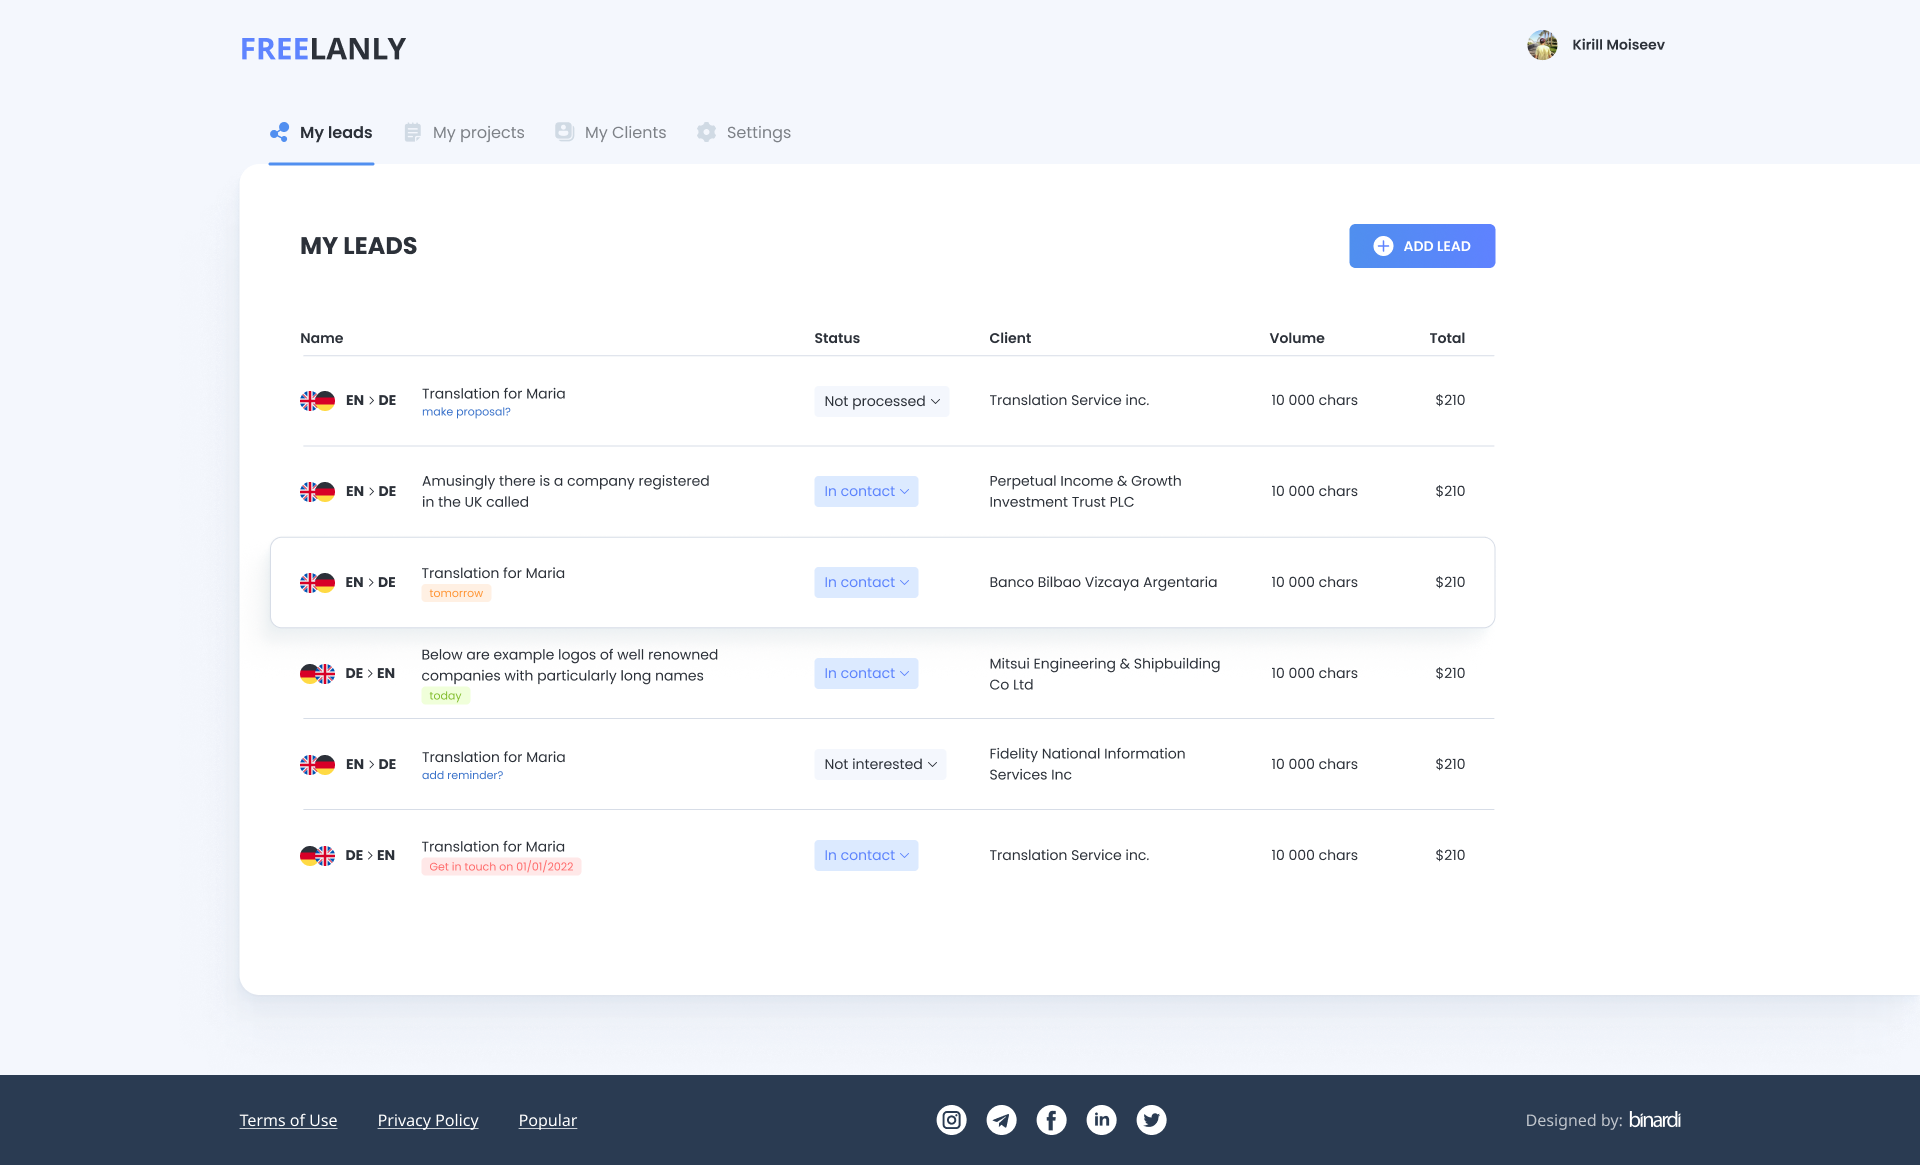 FREELANLY
Kirill Moiseev
My leads
My projects
My Clients
Settings
MY LEADS
ADD LEAD
Name
Status
Client
Volume
Total
EN > DE
Translation for Maria
make proposal?
Not processed
Translation Service inc.
10 000 chars
$210
EN > DE
Amusingly there is a company registered
in the UK called
In contact
Perpetual Income & Growth
Investment Trust PLC
10 000 chars
$210
EN > DE
Translation for Maria
tomorrow
In contact
Banco Bilbao Vizcaya Argentaria
10 000 chars
$210
DE > EN
Below are example logos of well renowned
companies with particularly long names
today
In contact
Mitsui Engineering & Shipbuilding
Co Ltd
10 000 chars
$210
EN > DE
Translation for Maria
add reminder?
Not interested
Fidelity National Information
Services Inc
10 000 chars
$210
DE > EN
Translation for Maria
Get in touch on 01/01/2022
In contact
Translation Service inc.
10 000 chars
$210
Terms of Use
Privacy Policy
Popular
Designed by: binardi